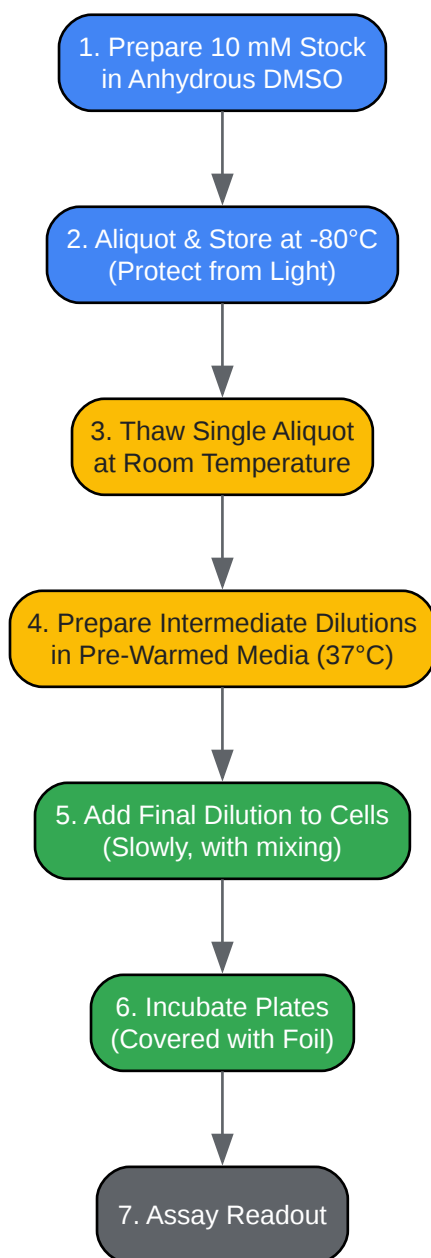 1. Prepare 10 mM Stock
in Anhydrous DMSO
2. Aliquot & Store at -80°C
(Protect from Light)
3. Thaw Single Aliquot
at Room Temperature
4. Prepare Intermediate Dilutions
in Pre-Warmed Media (37°C)
5. Add Final Dilution to Cells
(Slowly, with mixing)
6. Incubate Plates
(Covered with Foil)
7. Assay Readout